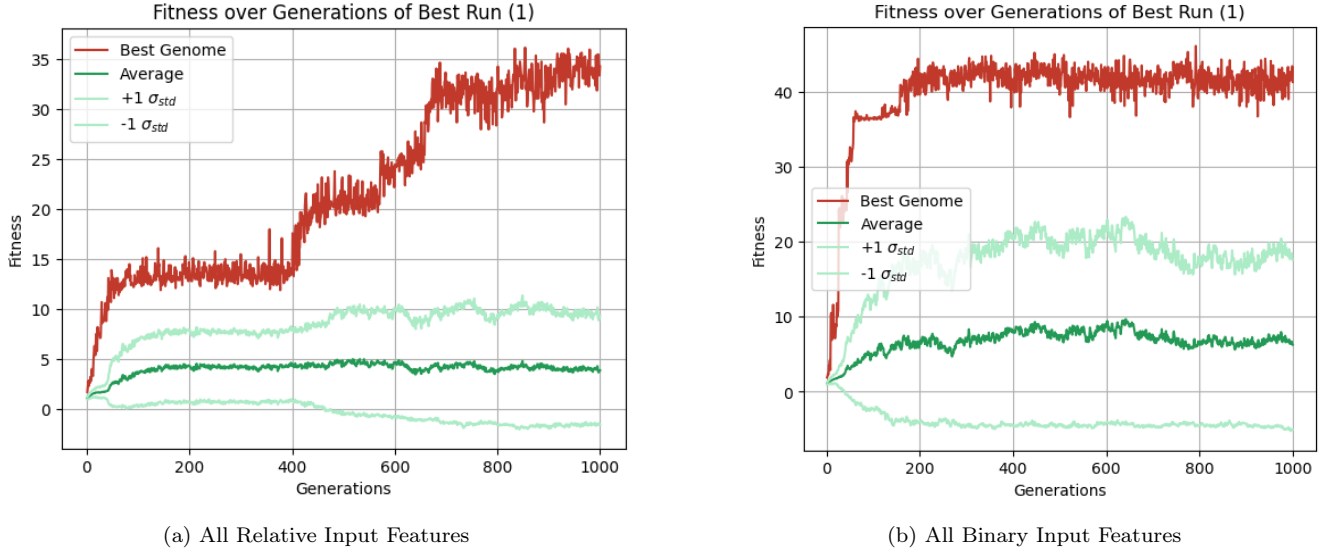 Fitness over Generations of Best Run (1)
Best Genome
Average
+1 σstd
-1 σstd
35
30
25
20
15
10
5
0
Fitness
0 200 400 600 800 1000
Generations
(a) All Relative Input Features
Fitness over Generations of Best Run (1)
40
30
20
10
0
Fitness
Best Genome
Average
+1 σstd
-1 σstd
0 200 400 600 800 1000
Generations
(b) All Binary Input Features